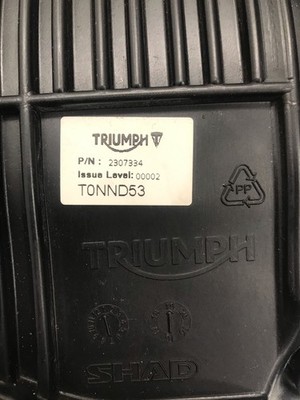 TRIUMPH
P/N : 2307334
Issue Level: 00002
T0NND53
PP
TRIUMPH
SHAD